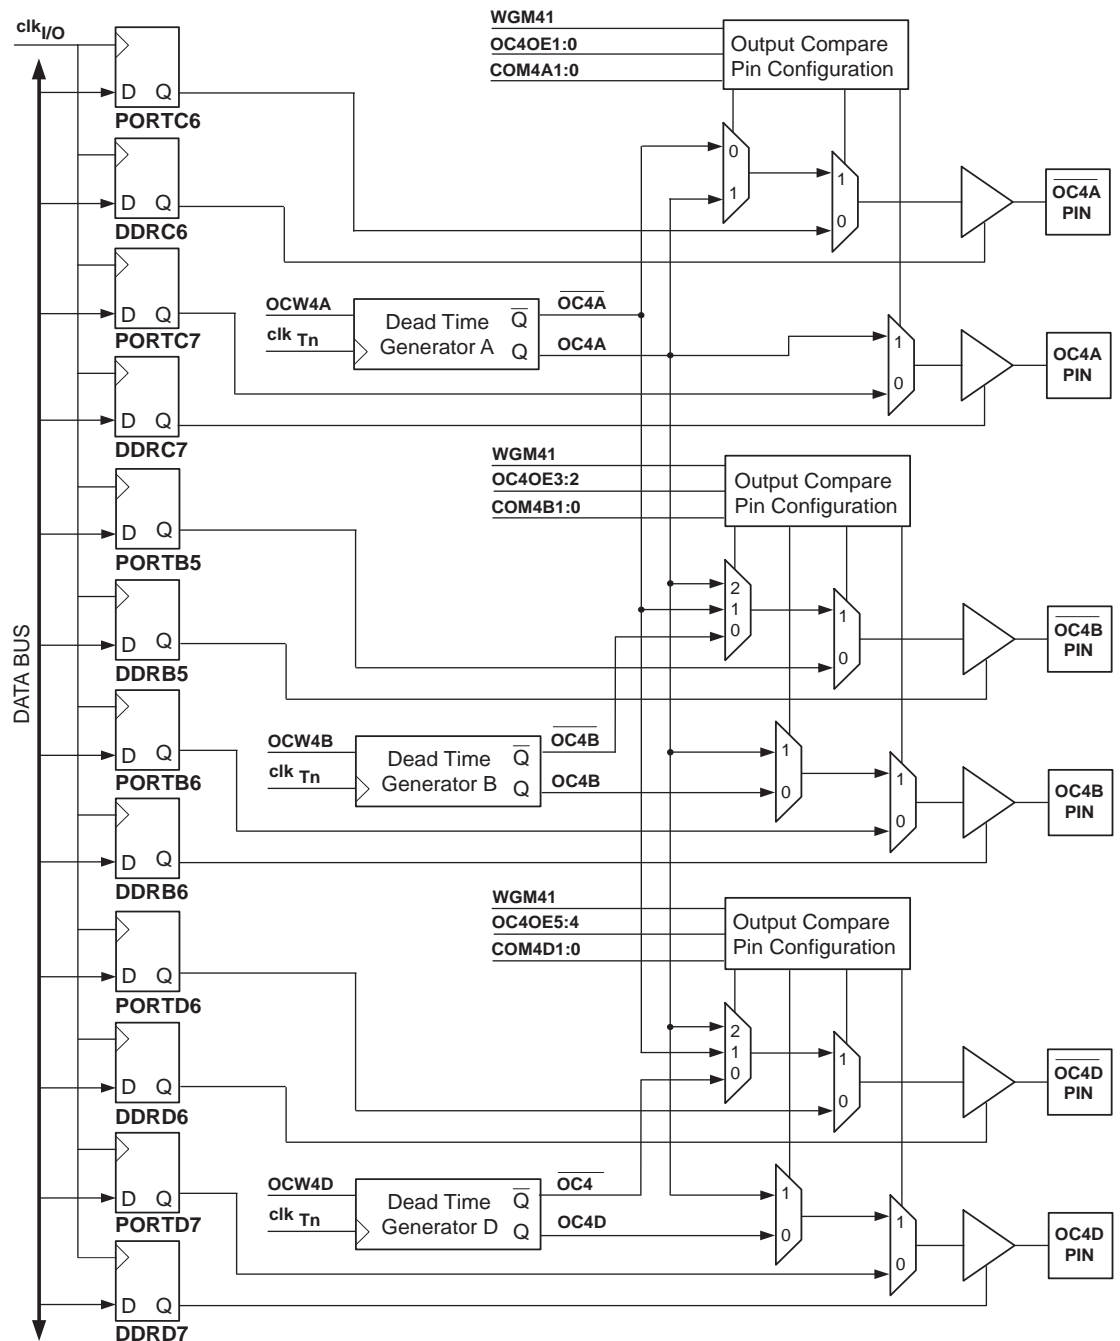 clk I/O
D Q
PORTC6
D Q
DDRC6
D Q
PORTC7
D Q
DDRC7
D Q
PORTB5
D Q
DDRB5
D Q
PORTB6
D Q
DDRB6
D Q
PORTD6
D Q
DDRD6
D Q
PORTD7
D Q
DDRD7
DATA BUS
WGM41
OC4OE1:0
COM4A1:0
Output Compare
Pin Configuration
0
1
1
0
OC4A
PIN
OCW4A
clk Tn
Dead Time
Generator A
Q
Q
OC4A
OC4A
1
0
OC4A
PIN
WGM41
OC4OE3:2
COM4B1:0
Output Compare
Pin Configuration
2
1
0
1
0
OC4B
PIN
OCW4B
clk Tn
Dead Time
Generator B
Q
Q
OC4B
OC4B
1
0
1
0
OC4B
PIN
WGM41
OC4OE5:4
COM4D1:0
Output Compare
Pin Configuration
2
1
0
1
0
OC4D
PIN
OCW4D
clk Tn
Dead Time
Generator D
Q
Q
OC4
OC4D
1
0
1
0
OC4D
PIN